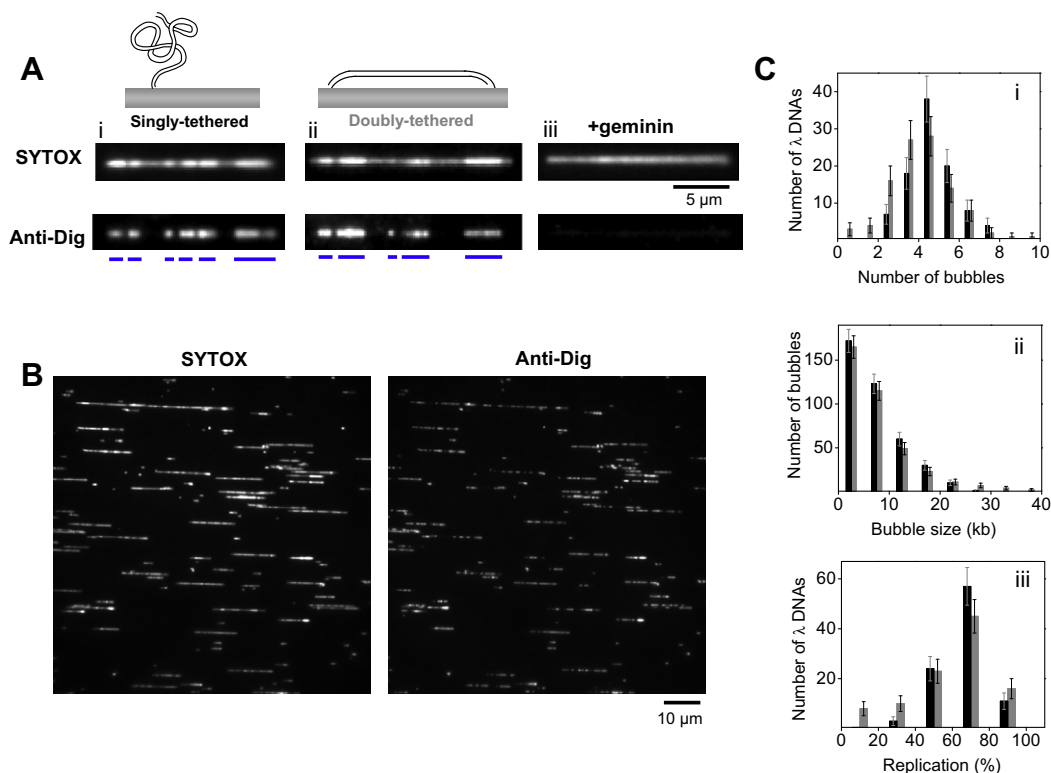 A
i
Singly-tethered
ii
Doubly-tethered
iii
+geminin
SYTOX
5 µm
Anti-Dig
B
SYTOX
Anti-Dig
10 µm
C
i
Number of λ DNAs
40
30
20
10
0 2 4 6 8 10
Number of bubbles
ii
Number of bubbles
150
100
50
0 10 20 30 40
Bubble size (kb)
iii
Number of λ DNAs
60
40
20
0 20 40 60 80 100
Replication (%)